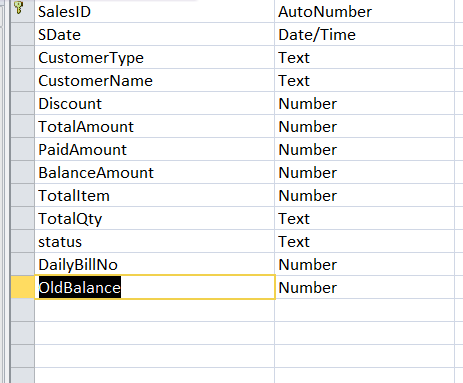 SalesID AutoNumber
SDate Date/Time
CustomerType Text
CustomerName Text
Discount Number
TotalAmount Number
PaidAmount Number
BalanceAmount Number
TotalItem Number
TotalQty Text
status Text
DailyBillNo Number
OldBalance Number